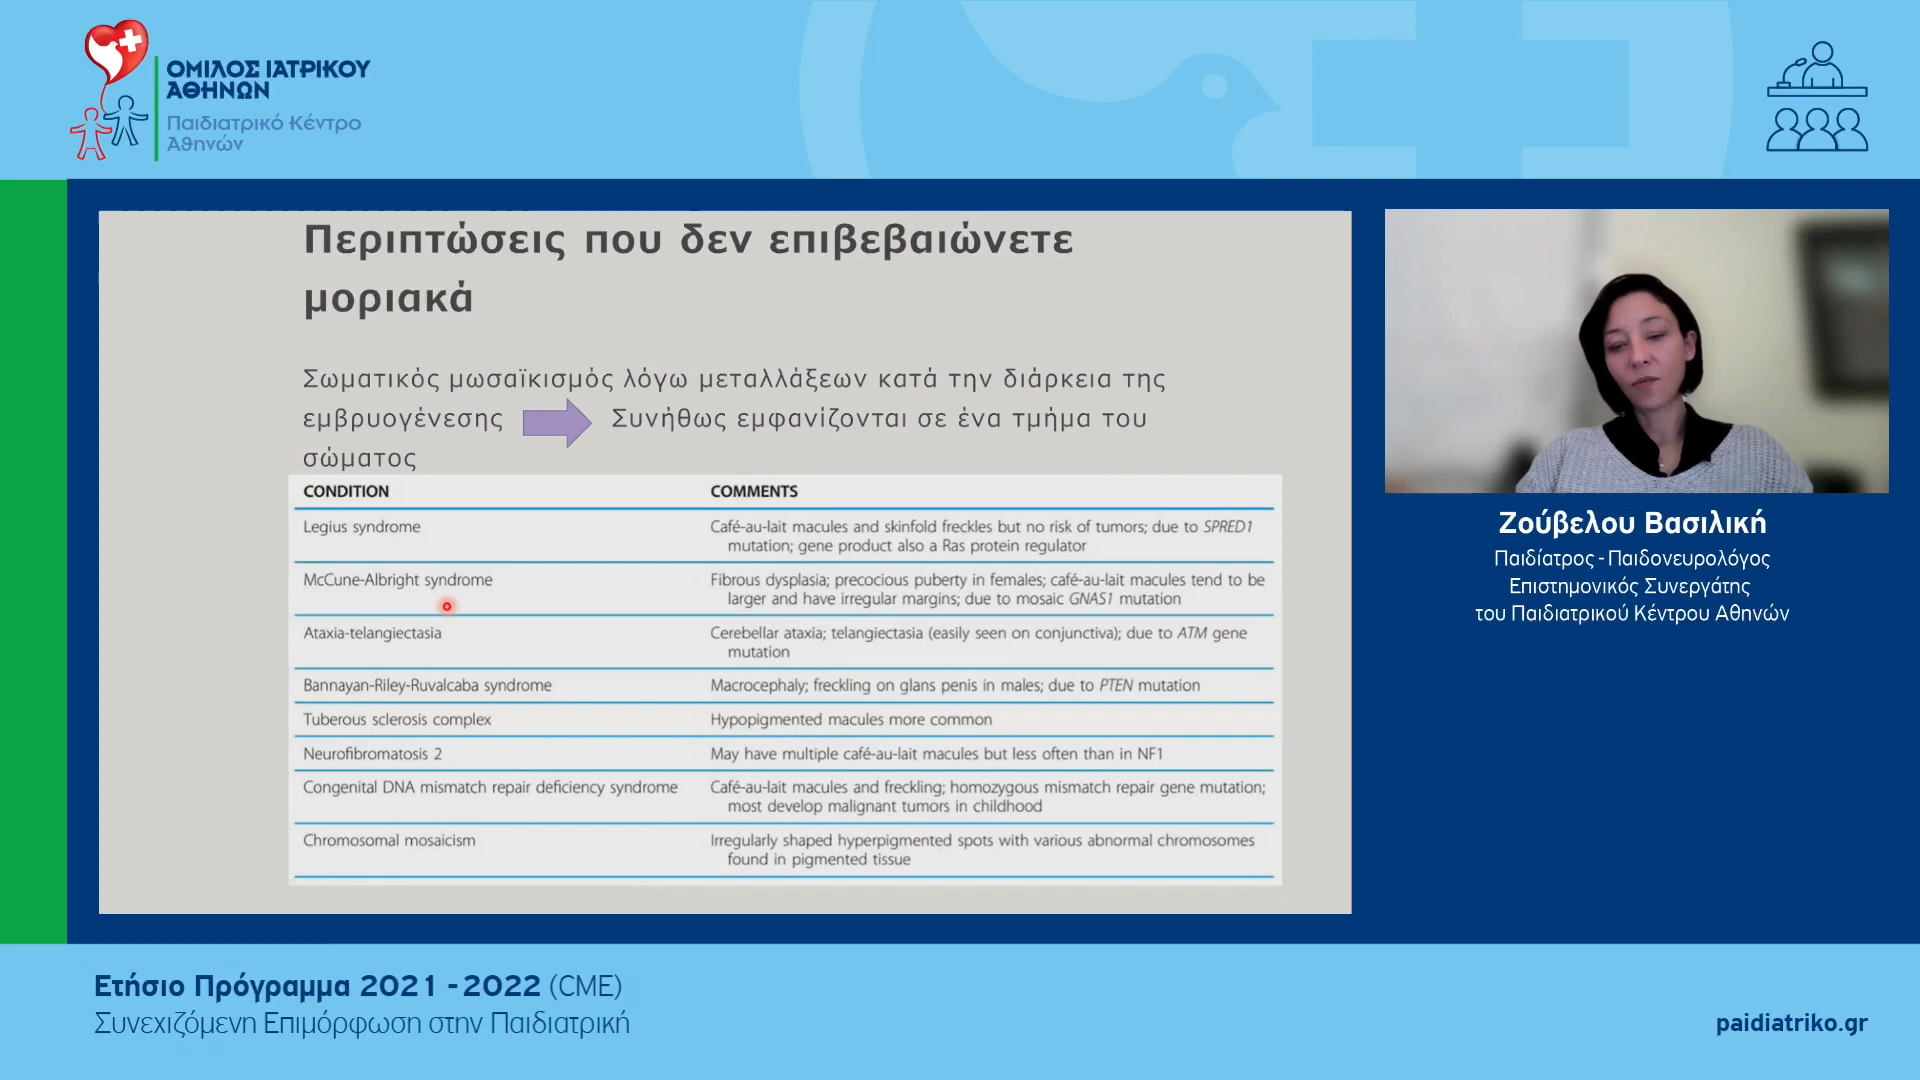 ΟΜΙΛΟΣ ΙΑΤΡΙΚΟΥ
ΑΘΗΝΩΝ
Παιδιατρικό Κέντρο
Αθηνών
Περιπτώσεις που δεν επιβεβαιώνετε
μοριακά
Σωματικός μωσαϊκισμός λόγω μεταλλάξεων κατά την διάρκεια της
εμβρυογένεσης Συνήθως εμφανίζονται σε ένα τμήμα του
σώματος
CONDITION COMMENTS
Legius syndrome Café-au-lait macules and skinfold freckles but no risk of tumors; due to SPRED1
mutation; gene product also a Ras protein regulator
McCune-Albright syndrome Fibrous dysplasia; precocious puberty in females; café-au-lait macules tend to be
larger and have irregular margins; due to mosaic GNAS1 mutation
Ataxia-telangiectasia Cerebellar ataxia; telangiectasia (easily seen on conjunctiva); due to ATM gene
mutation
Bannayan-Riley-Ruvalcaba syndrome Macrocephaly; freckling on glans penis in males; due to PTEN mutation
Tuberous sclerosis complex Hypopigmented macules more common
Neurofibromatosis 2 May have multiple café-au-lait macules but less often than in NF1
Congenital DNA mismatch repair deficiency syndrome Café-au-lait macules and freckling; homozygous mismatch repair gene mutation;
most develop malignant tumors in childhood
Chromosomal mosaicism Irregularly shaped hyperpigmented spots with various abnormal chromosomes
found in pigmented tissue
Ζούβελου Βασιλική
Παιδίατρος - Παιδονευρολόγος
Επιστημονικός Συνεργάτης
του Παιδιατρικού Κέντρου Αθηνών
Ετήσιο Πρόγραμμα 2021 - 2022 (CME)
Συνεχιζόμενη Επιμόρφωση στην Παιδιατρική
paidiatriko.gr